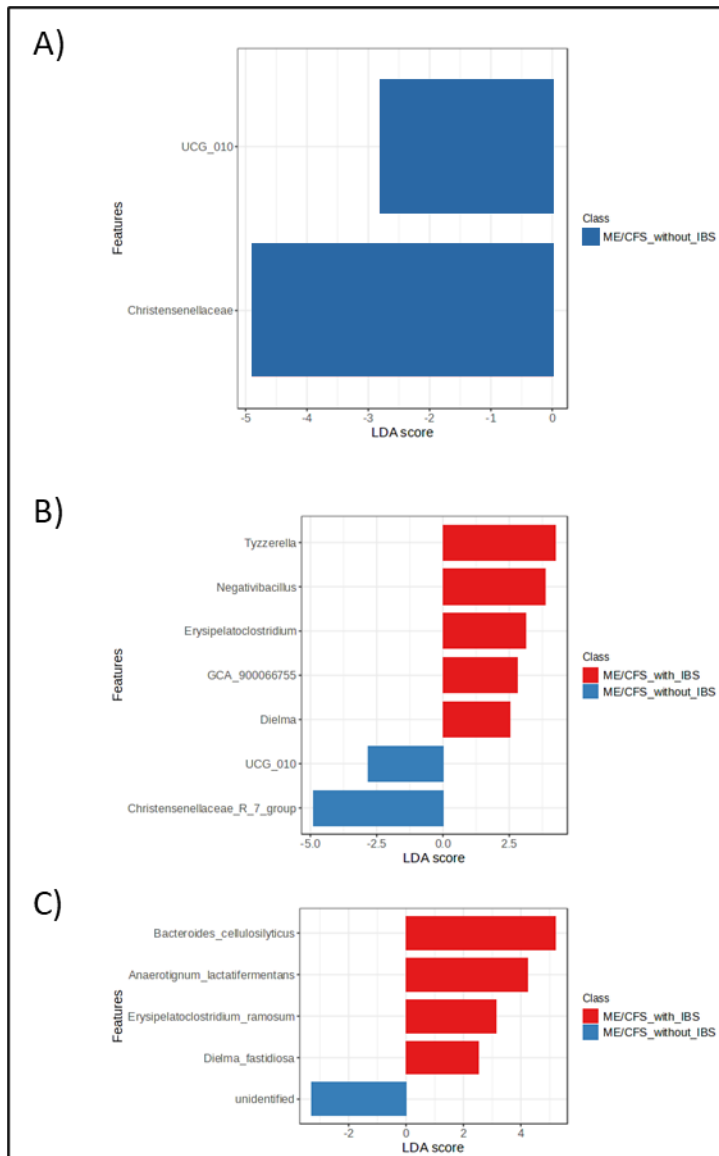 A)
UCG_010
Christensenellaceae
Features
-5 -4 -3 -2 -1 0
LDA score
Class
ME/CFS_without_IBS
B)
Tyzzerella
Negativibacillus
Erysipelatoclostridium
GCA_900066755
Dielma
UCG_010
Christensenellaceae_R_7_group
Features
-5.0 -2.5 0.0 2.5
LDA score
Class
ME/CFS_with_IBS
ME/CFS_without_IBS
C)
Bacteroides_cellulosilyticus
Anaerotignum_lactatifermentans
Erysipelatoclostridium_ramosum
Dielma_fastidiosa
unidentified
Features
-2 0 2 4
LDA score
Class
ME/CFS_with_IBS
ME/CFS_without_IBS